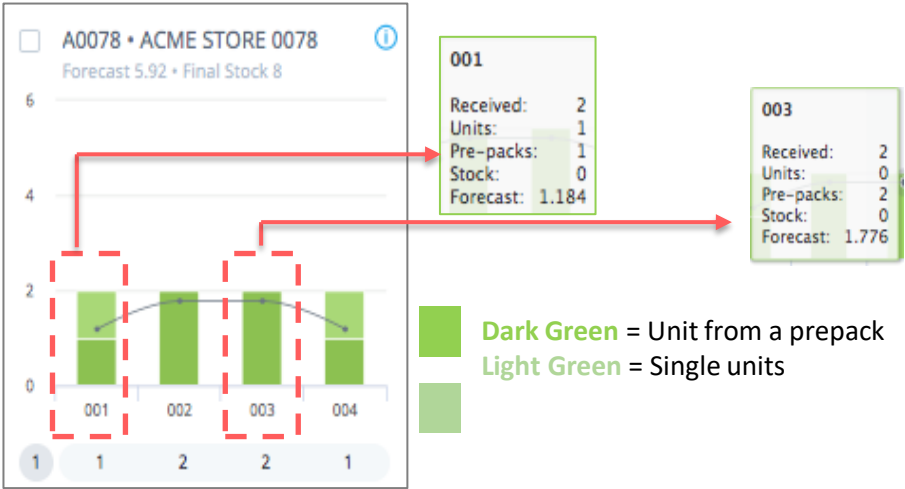 A0078 • ACME STORE 0078
Forecast 5.92 • Final Stock 8
6
4
2
0
001
002
003
004
1
1
2
2
1
001
Received: 2
Units: 1
Pre-packs: 1
Stock: 0
Forecast: 1.184
003
Received: 2
Units: 0
Pre-packs: 2
Stock: 0
Forecast: 1.776
Dark Green = Unit from a prepack
Light Green = Single units